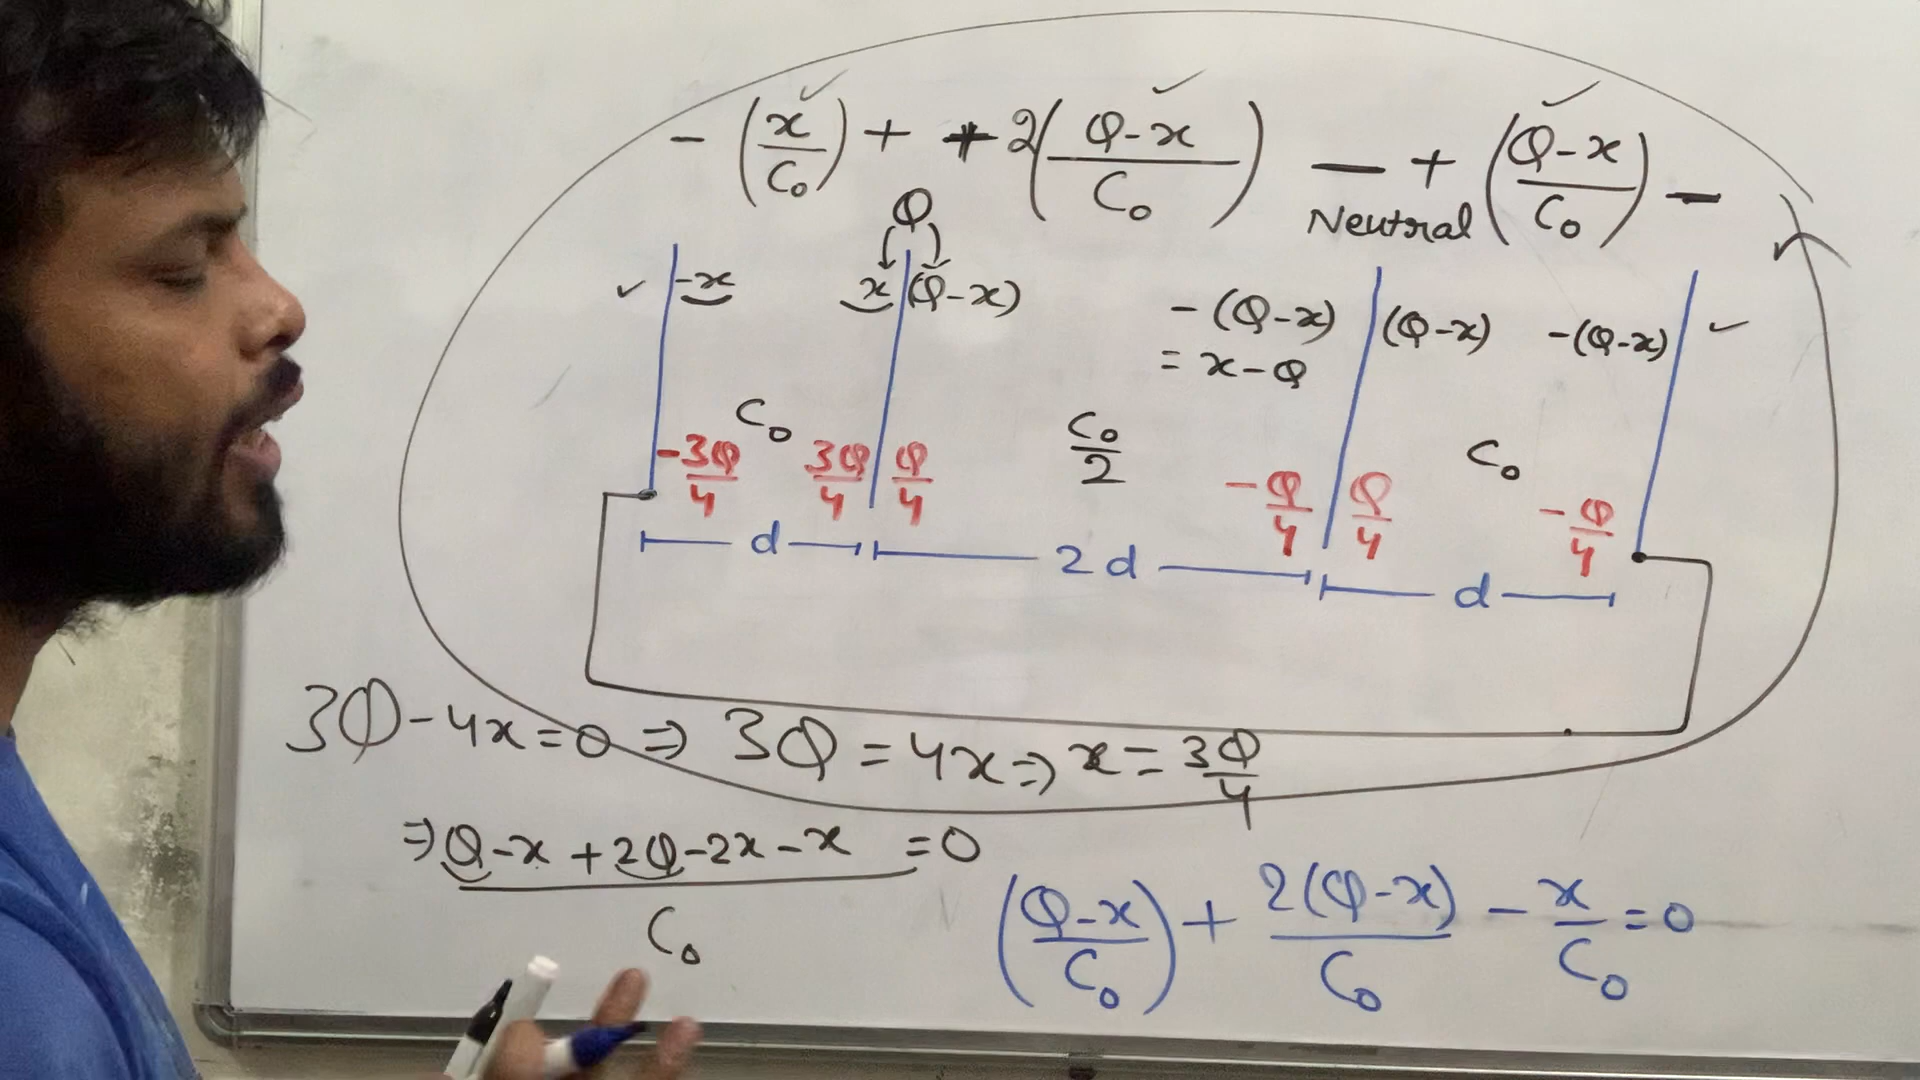 - (x/C₀) + + 2((Q-x)/C₀) - + ((Q-x)/C₀) -
Neutral
Q
-x x (Q-x) -(Q-x) (Q-x) -(Q-x)
= x-Q
C₀ C₀/2 C₀
-3Q/4 3Q/4 Q/4 -Q/4 Q/4 -Q/4
d 2d d
3Q-4x=0 ⇒ 3Q = 4x ⇒ x = 3Q/4
⇒ (Q-x+2Q-2x-x)/C₀ = 0
((Q-x)/C₀) + 2(Q-x)/C₀ - x/C₀ = 0